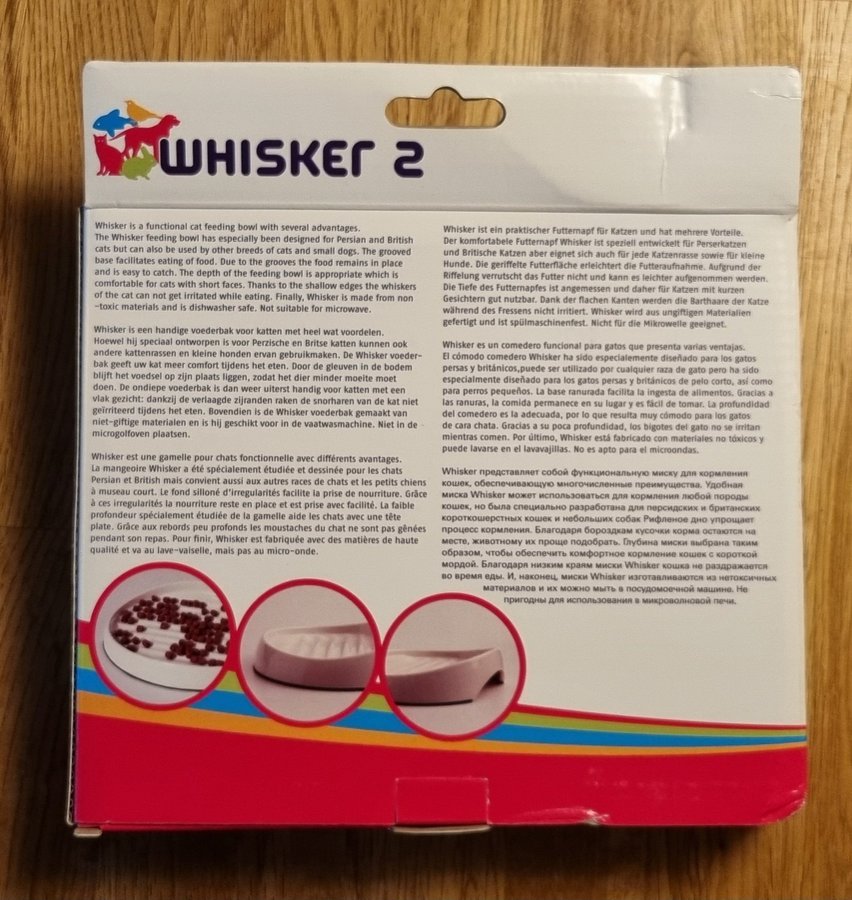 WHISKER 2
Whisker is a functional cat feeding bowl with several advantages.
The Whisker feeding bowl has especially been designed for Persian and British
cats but can also be used by other breeds of cats and small dogs. The grooved
base facilitates eating of food. Due to the grooves the food remains in place
and is easy to catch. The depth of the feeding bowl is appropriate which is
comfortable for cats with short faces. Thanks to the shallow edges the whiskers
of the cat can not get irritated while eating. Finally, Whisker is made from non
-toxic materials and is dishwasher safe. Not suitable for microwave.
Whisker is een handige voederbak voor katten met heel wat voordelen.
Hoewel hij speciaal ontworpen is voor Perzische en Britse katten kunnen ook
andere kattenrassen en kleine honden ervan gebruikmaken. De Whisker voeder-
bak geeft uw kat meer comfort tijdens het eten. Door de gleuven in de bodem
blijft het voedsel op zijn plaats liggen, zodat het dier minder moeite moet
doen. De ondiepe voederbak is dan weer uiterst handig voor katten met een
vlak gezicht: dankzij de verlaagde zijranden raken de snorharen van de kat niet
geïrriteerd tijdens het eten. Bovendien is de Whisker voederbak gemaakt van
niet-giftige materialen en is hij geschikt voor in de vaatwasmachine. Niet in de
microgolfoven plaatsen.
Whisker est une gamelle pour chats fonctionnelle avec différents avantages.
La mangeoire Whisker a été spécialement étudiée et dessinée pour les chats
Persian et British mais convient aussi aux autres races de chats et les petits chiens
à museau court. Le fond sillonné d'irregularités facilite la prise de nourriture. Grâce
à ces irregularités la nourriture reste en place et est prise avec facilité. La faible
profondeur spécialement étudiée de la gamelle aide les chats avec une tête
plate. Grâce aux rebords peu profonds les moustaches du chat ne sont pas gênées
pendant son repas. Pour finir, Whisker est fabriquée avec des matières de haute
qualité et va au lave-vaiselle, mais pas au micro-onde.
Whisker ist ein praktischer Futternapf für Katzen und hat mehrere Vorteile.
Der komfortabele Futternapf Whisker ist speziell entwickelt für Perserkatzen
und Britische Katzen aber eignet sich auch für jede Katzenrasse sowie für kleine
Hunde. Die geriffelte Futterfläche erleichtert die Futteraufnahme. Aufgrund der
Riffelung verrutscht das Futter nicht und kann es leichter aufgenommen werden.
Die Tiefe des Futternapfes ist angemessen und daher für Katzen mit kurzen
Gesichtern gut nutzbar. Dank der flachen Kanten werden die Barthaare der Katze
während des Fressens nicht irritiert. Whisker wird aus ungiftigen Materialien
gefertigt und ist spülmaschinenfest. Nicht für die Mikrowelle geeignet.
Whisker es un comedero funcional para gatos que presenta varias ventajas.
El cómodo comedero Whisker ha sido especialemente diseñado para los gatos
persas y británicos,puede ser utilizado por cualquier raza de gato pero ha sido
especialmente diseñado para los gatos persas y británicos de pelo corto, así como
para perros pequeños. La base ranurada facilita la ingesta de alimentos. Gracias a
las ranuras, la comida permanece en su lugar y es fácil de tomar. La profundidad
del comedero es la adecuada, por lo que resulta muy cómodo para los gatos
de cara chata. Gracias a su poca profundidad, los bigotes del gato no se irritan
mientras comen. Por último, Whisker está fabricado con materiales no tóxicos y
puede lavarse en el lavavajillas. No es apto para el microondas.
Whisker представляет собой функциональную миску для кормления
кошек, обеспечивающую многочисленные преимущества. Удобная
миска Whisker может использоваться для кормления любой породы
кошек, но была специально разработана для персидских и британских
короткошерстных кошек и небольших собак Рифленое дно упрощает
процесс кормления. Благодаря бороздкам кусочки корма остаются на
месте, животному их проще подобрать. Глубина миски выбрана таким
образом, чтобы обеспечить комфортное кормление кошек с короткой
мордой. Благодаря низким краям миски Whisker кошка не раздражается
во время еды. И, наконец, миски Whisker изготавливаются из нетоксичных
материалов и их можно мыть в посудомоечной машине. Не
пригодны для использования в микроволновой печи.